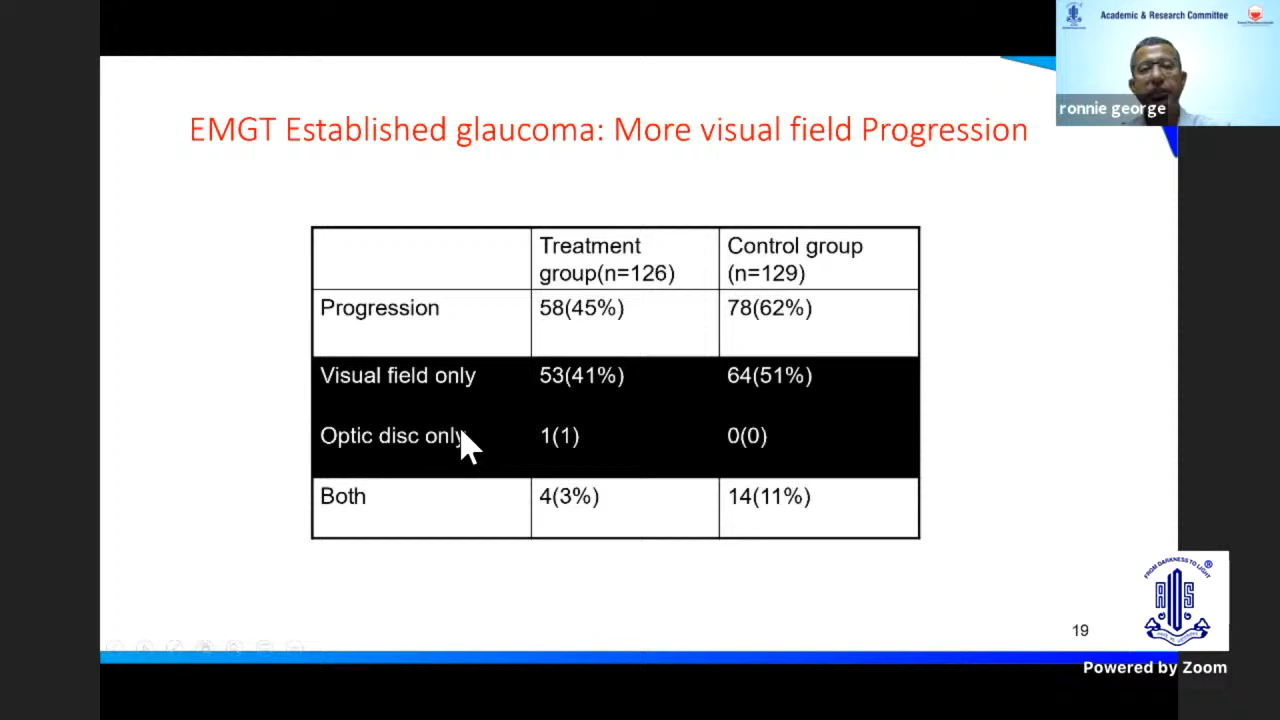 Academic & Research Committee
ronnie george
EMGT Established glaucoma: More visual field Progression
Treatment group(n=126)
Control group (n=129)
Progression 58(45%) 78(62%)
Visual field only 53(41%) 64(51%)
Optic disc only 1(1) 0(0)
Both 4(3%) 14(11%)
19
FROM DARKNESS TO LIGHT
®
AIOS
Powered by Zoom